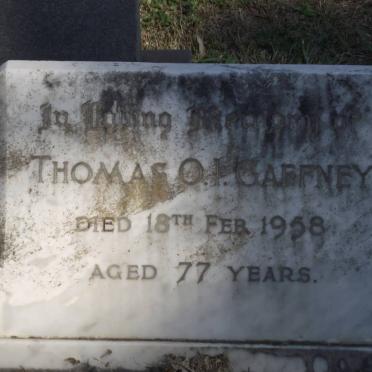 In Loving Memory of
THOMAS O.I. GAFFNEY
DIED 18TH FEB. 1958
AGED 77 YEARS.